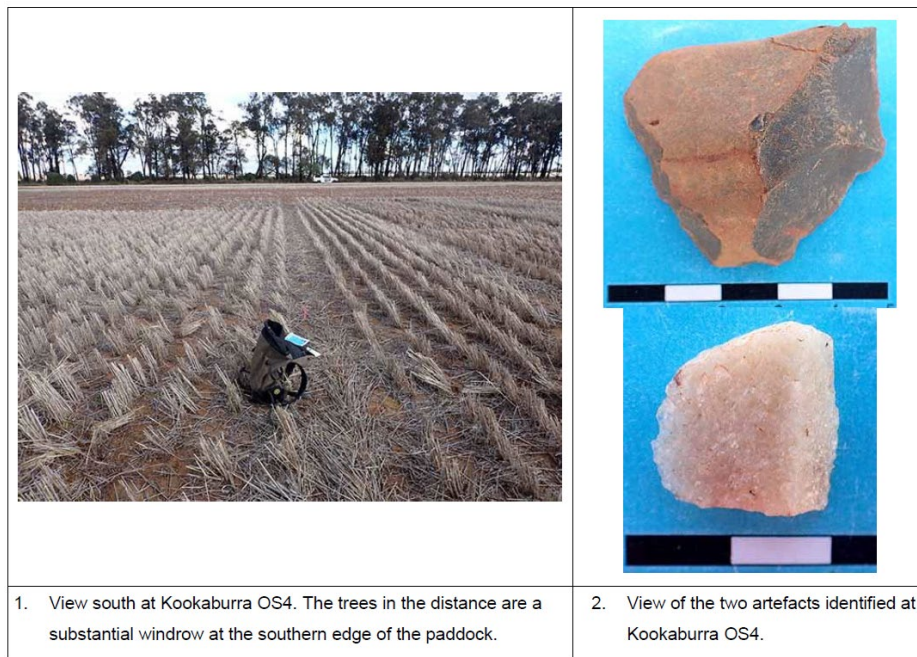 1. View south at Kookaburra OS4. The trees in the distance are a
substantial windrow at the southern edge of the paddock.
2. View of the two artefacts identified at
Kookaburra OS4.